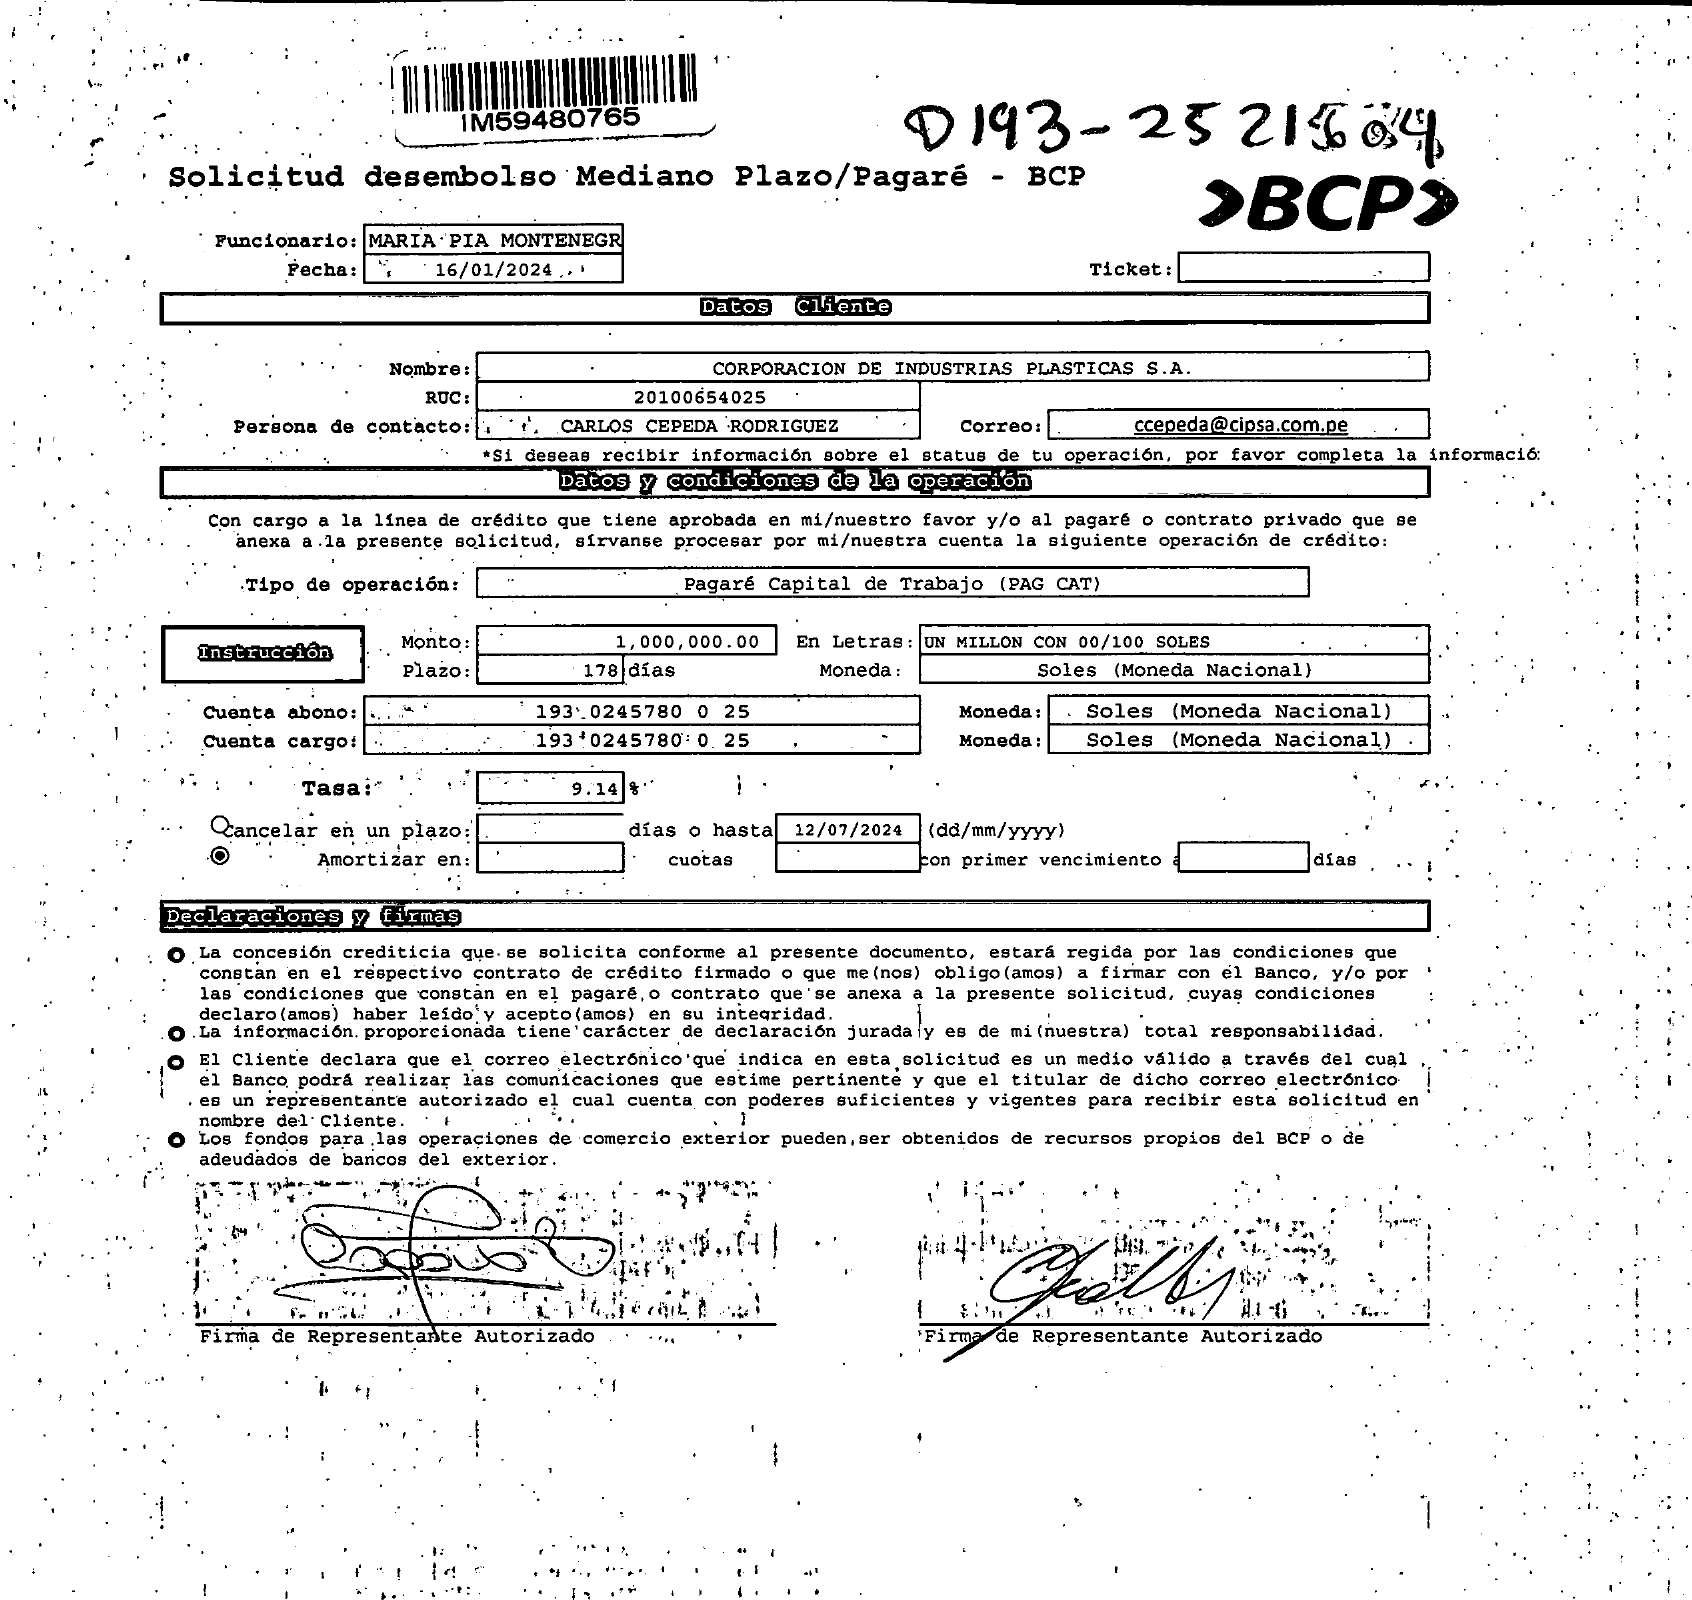 IM59480765
Solicitud desembolso Mediano Plazo/Pagaré - BCP
BCP
Funcionario: MARIA PIA MONTENEGR
Fecha: 16/01/2024 Ticket:
Datos Cliente
Nombre: CORPORACION DE INDUSTRIAS PLASTICAS S.A.
RUC: 20100654025
Persona de contacto: CARLOS CEPEDA RODRIGUEZ Correo: ccepeda@cipsa.com.pe
*Si deseas recibir información sobre el status de tu operación, por favor completa la informació
Datos y condiciones de la operación
Con cargo a la línea de crédito que tiene aprobada en mi/nuestro favor y/o al pagaré o contrato privado que se
anexa a la presente solicitud, sírvanse procesar por mi/nuestra cuenta la siguiente operación de crédito:
Tipo de operación: Pagaré Capital de Trabajo (PAG CAT)
Instrucción
Monto: 1,000,000.00 En Letras: UN MILLON CON 00/100 SOLES
Plazo: 178 días Moneda: Soles (Moneda Nacional)
Cuenta abono: 193 0245780 0 25 Moneda: Soles (Moneda Nacional)
Cuenta cargo: 193 0245780 0 25 Moneda: Soles (Moneda Nacional)
Tasa: 9.14 %
Cancelar en un plazo: días o hasta 12/07/2024 (dd/mm/yyyy)
Amortizar en: cuotas con primer vencimiento a días
Declaraciones y firmas
La concesión crediticia que se solicita conforme al presente documento, estará regida por las condiciones que
constan en el respectivo contrato de crédito firmado o que me(nos) obligo(amos) a firmar con el Banco, y/o por
las condiciones que constan en el pagaré o contrato que se anexa a la presente solicitud, cuyas condiciones
declaro(amos) haber leído y acepto(amos) en su integridad.
La información proporcionada tiene carácter de declaración jurada y es de mi(nuestra) total responsabilidad.
El Cliente declara que el correo electrónico que indica en esta solicitud es un medio válido a través del cual
el Banco podrá realizar las comunicaciones que estime pertinente y que el titular de dicho correo electrónico
es un representante autorizado el cual cuenta con poderes suficientes y vigentes para recibir esta solicitud en
nombre del Cliente.
Los fondos para las operaciones de comercio exterior pueden ser obtenidos de recursos propios del BCP o de
adeudados de bancos del exterior.
Firma de Representante Autorizado Firma de Representante Autorizado